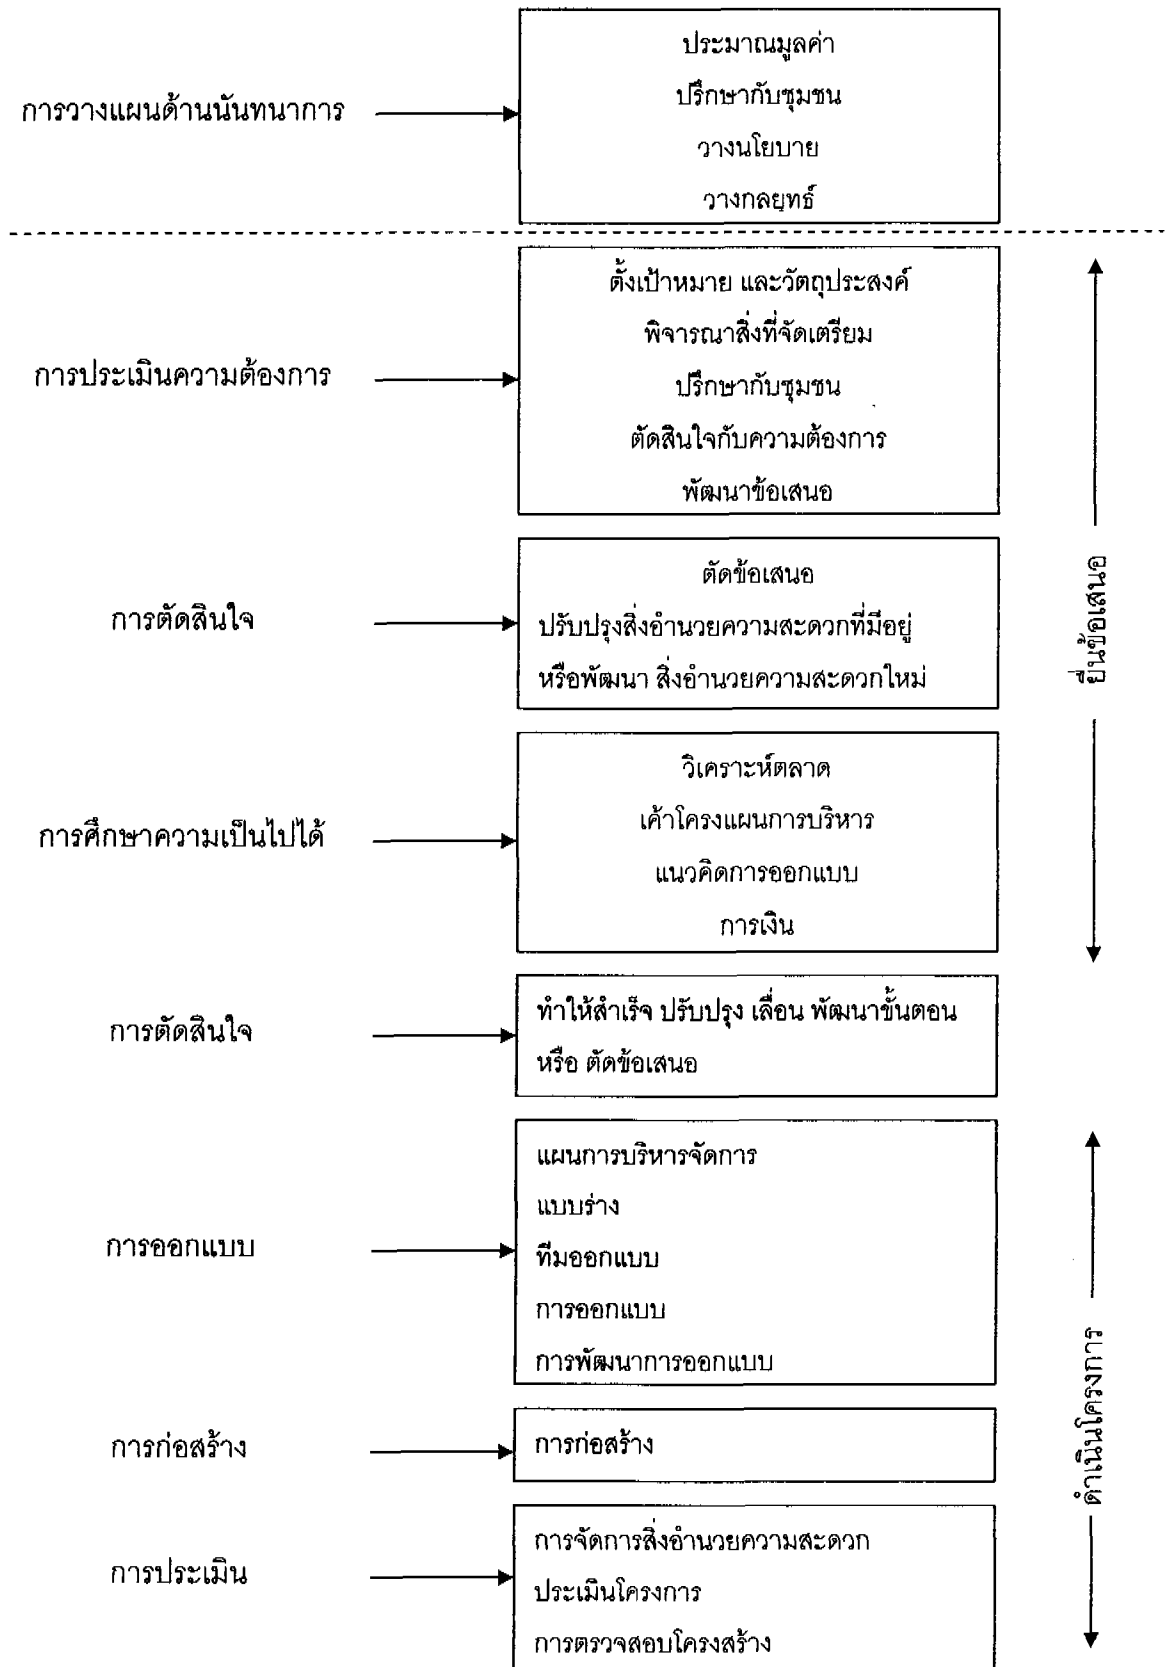 การวางแผนด้านนันทนาการ
ประมาณมูลค่า
ปรึกษากับชุมชน
วางนโยบาย
วางกลยุทธ์
การประเมินความต้องการ
ตั้งเป้าหมาย และวัตถุประสงค์
พิจารณาสิ่งที่จัดเตรียม
ปรึกษากับชุมชน
ตัดสินใจกับความต้องการ
พัฒนาข้อเสนอ
การตัดสินใจ
ตัดข้อเสนอ
ปรับปรุงสิ่งอำนวยความสะดวกที่มีอยู่
หรือพัฒนา สิ่งอำนวยความสะดวกใหม่
ยื่นข้อเสนอ
การศึกษาความเป็นไปได้
วิเคราะห์ตลาด
เค้าโครงแผนการบริหาร
แนวคิดการออกแบบ
การเงิน
การตัดสินใจ
ทำให้สำเร็จ ปรับปรุง เลื่อน พัฒนาขั้นตอน
หรือ ตัดข้อเสนอ
การออกแบบ
แผนการบริหารจัดการ
แบบร่าง
ทีมออกแบบ
การออกแบบ
การพัฒนาการออกแบบ
ดำเนินโครงการ
การก่อสร้าง
การก่อสร้าง
การประเมิน
การจัดการสิ่งอำนวยความสะดวก
ประเมินโครงการ
การตรวจสอบโครงสร้าง